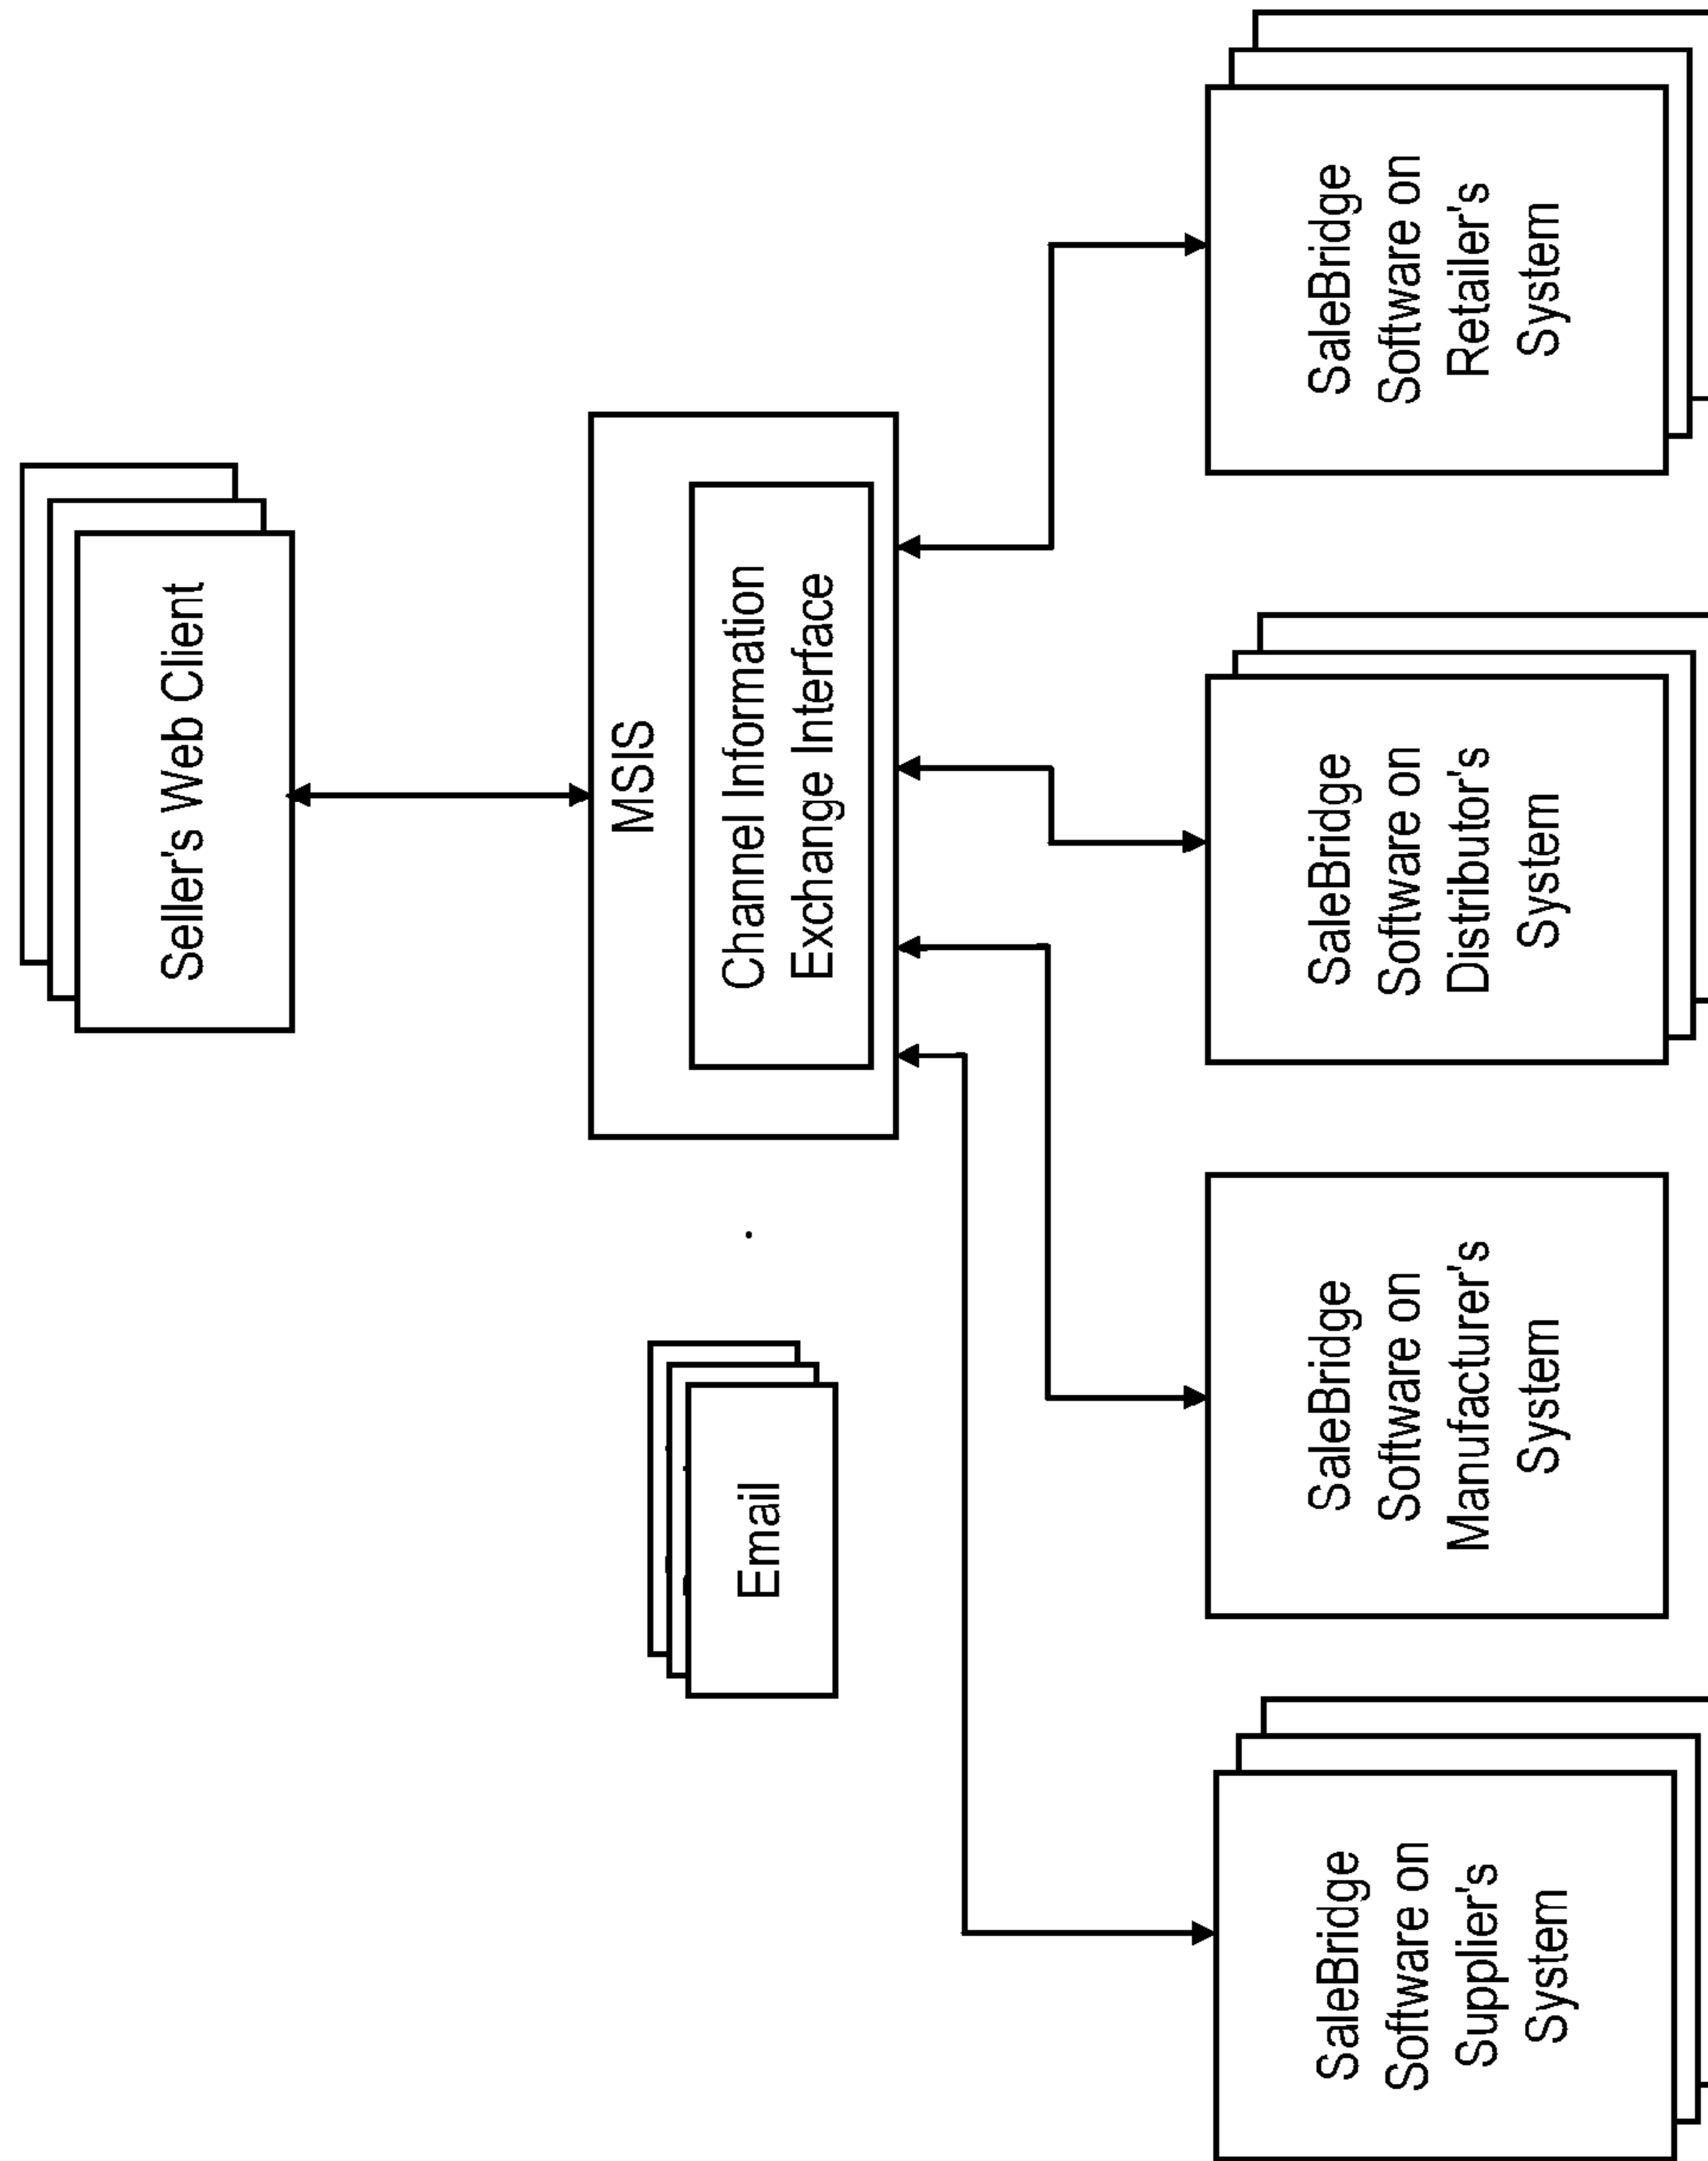 Seller's Web Client
MSIS
Channel Information
Exchange Interface
Email
SaleBridge
Software on
Supplier's
System
SaleBridge
Software on
Manufacturer's
System
SaleBridge
Software on
Distributor's
System
SaleBridge
Software on
Retailer's
System